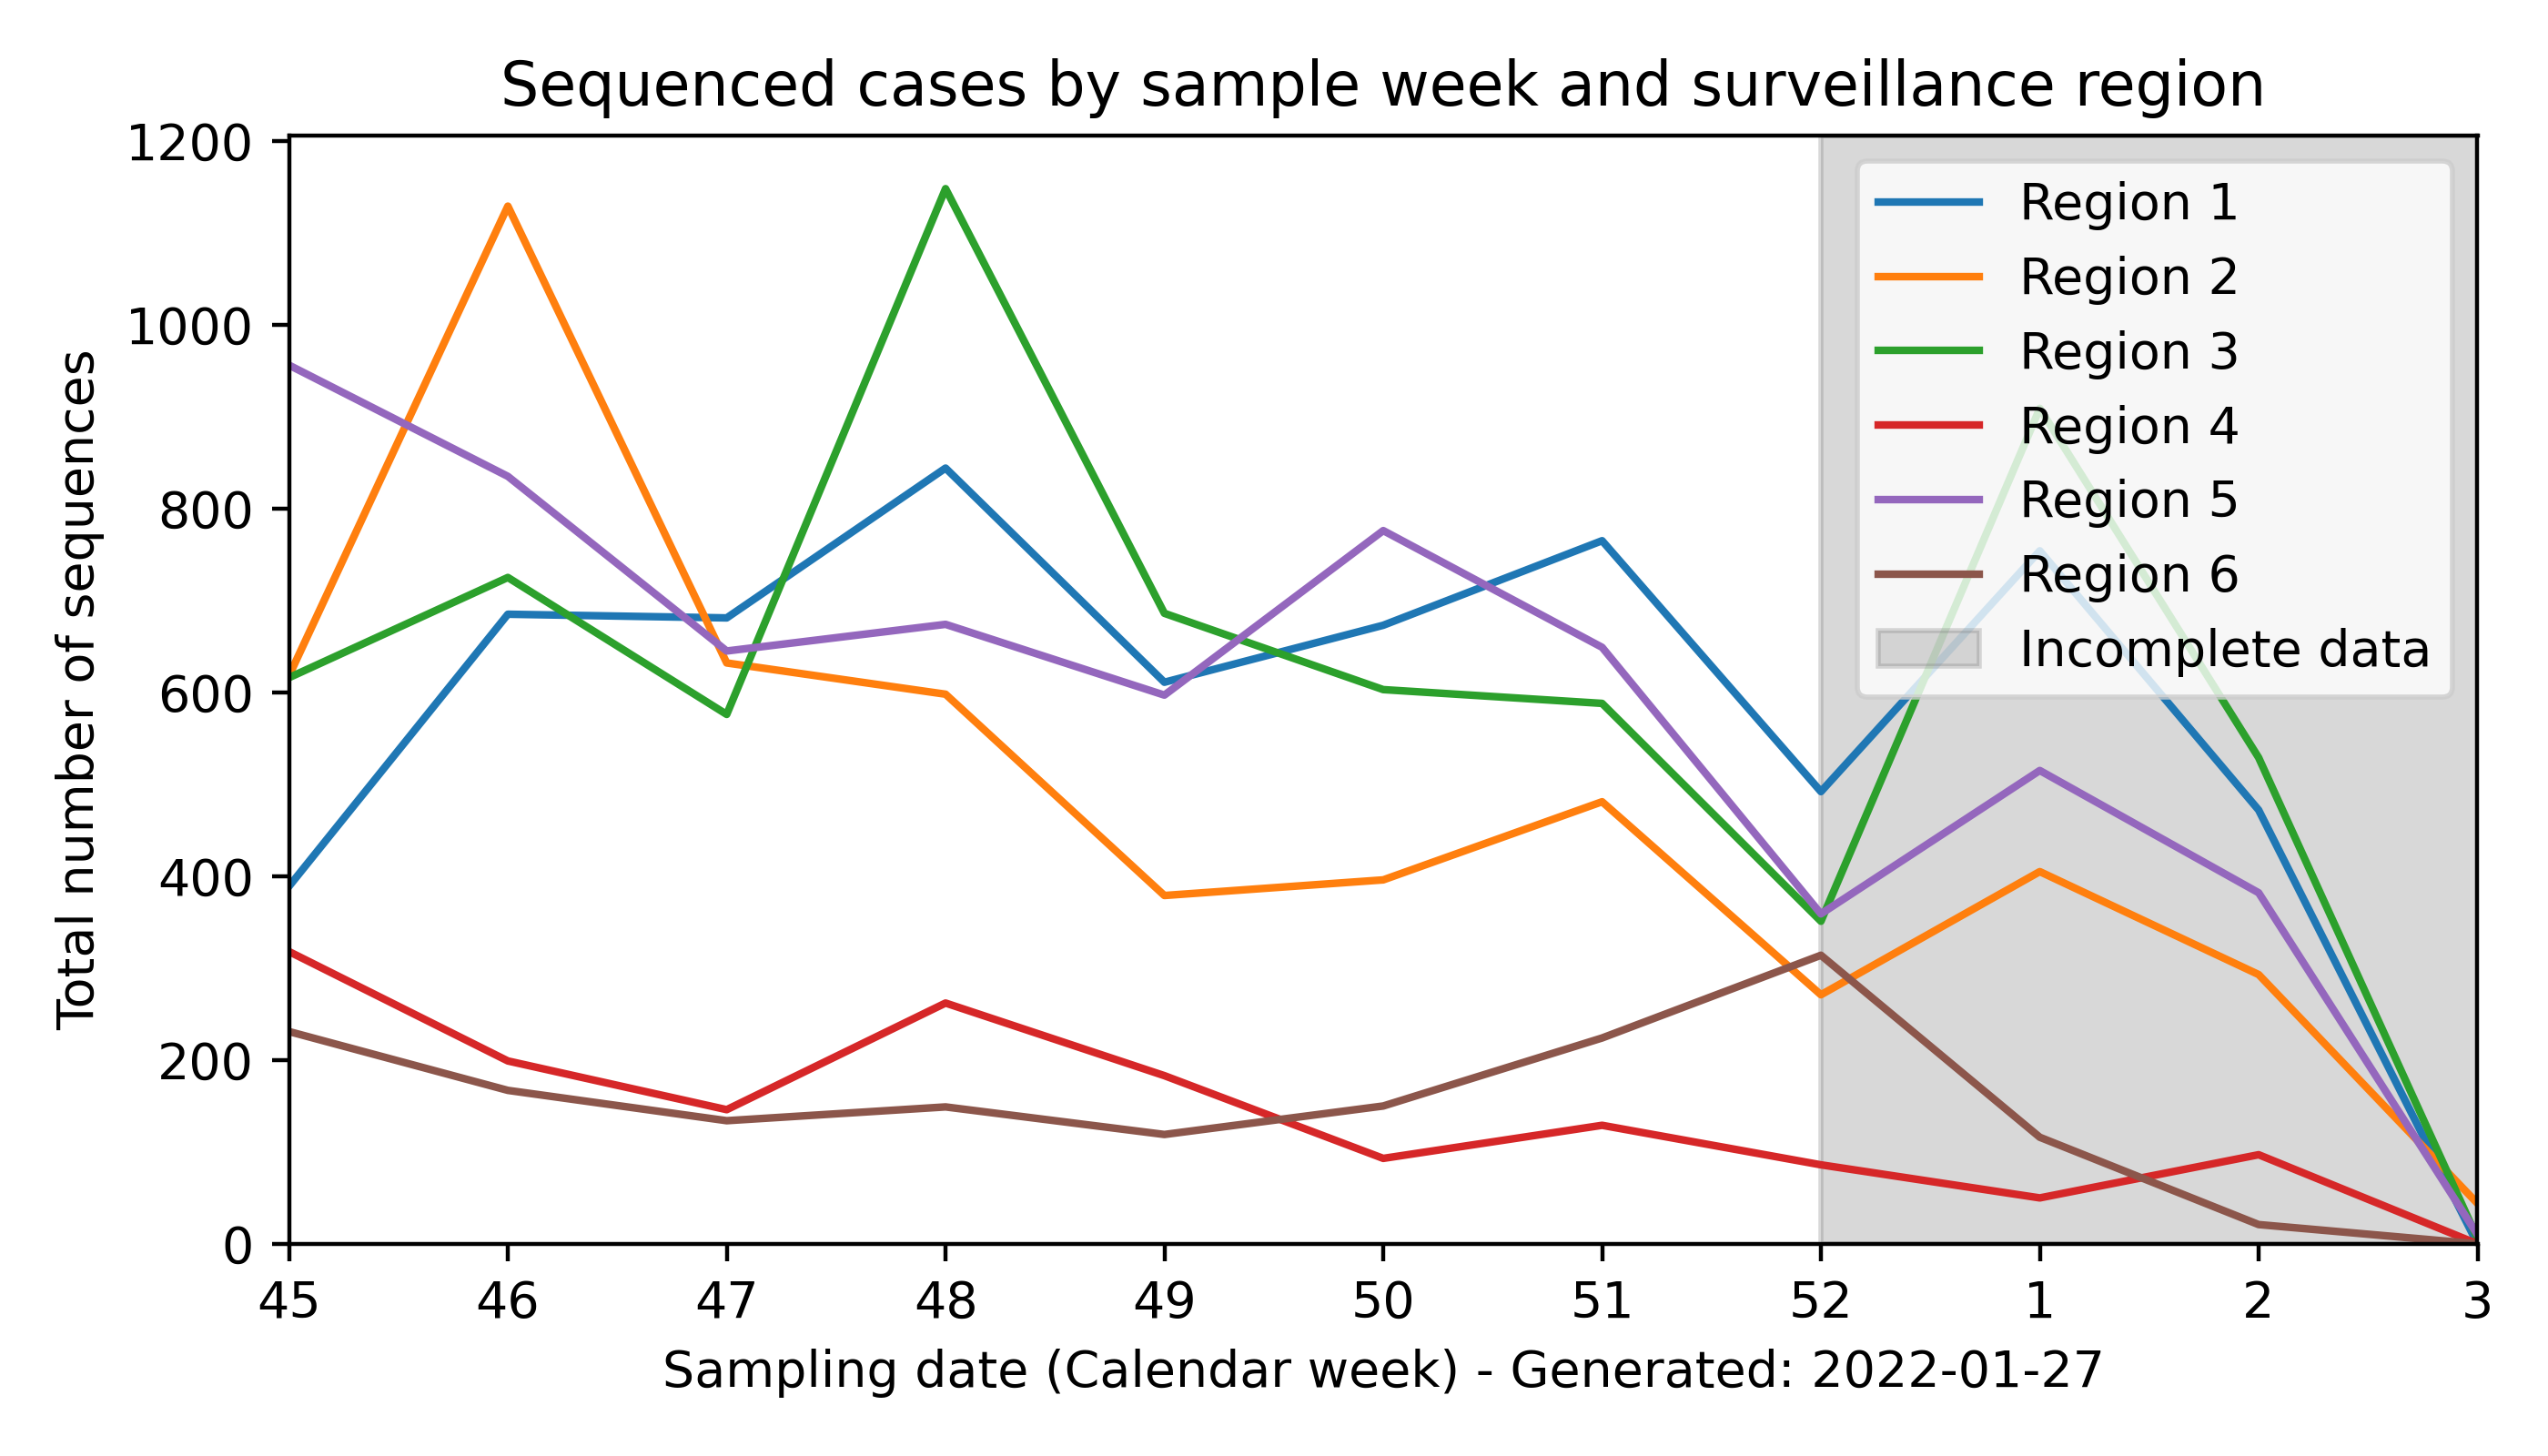 Sequenced cases by sample week and surveillance region
1200
1000
800
600
400
200
0
Total number of sequences
Region 1
Region 2
Region 3
Region 4
Region 5
Region 6
Incomplete data
45 46 47 48 49 50 51 52 1 2 3
Sampling date (Calendar week) - Generated: 2022-01-27